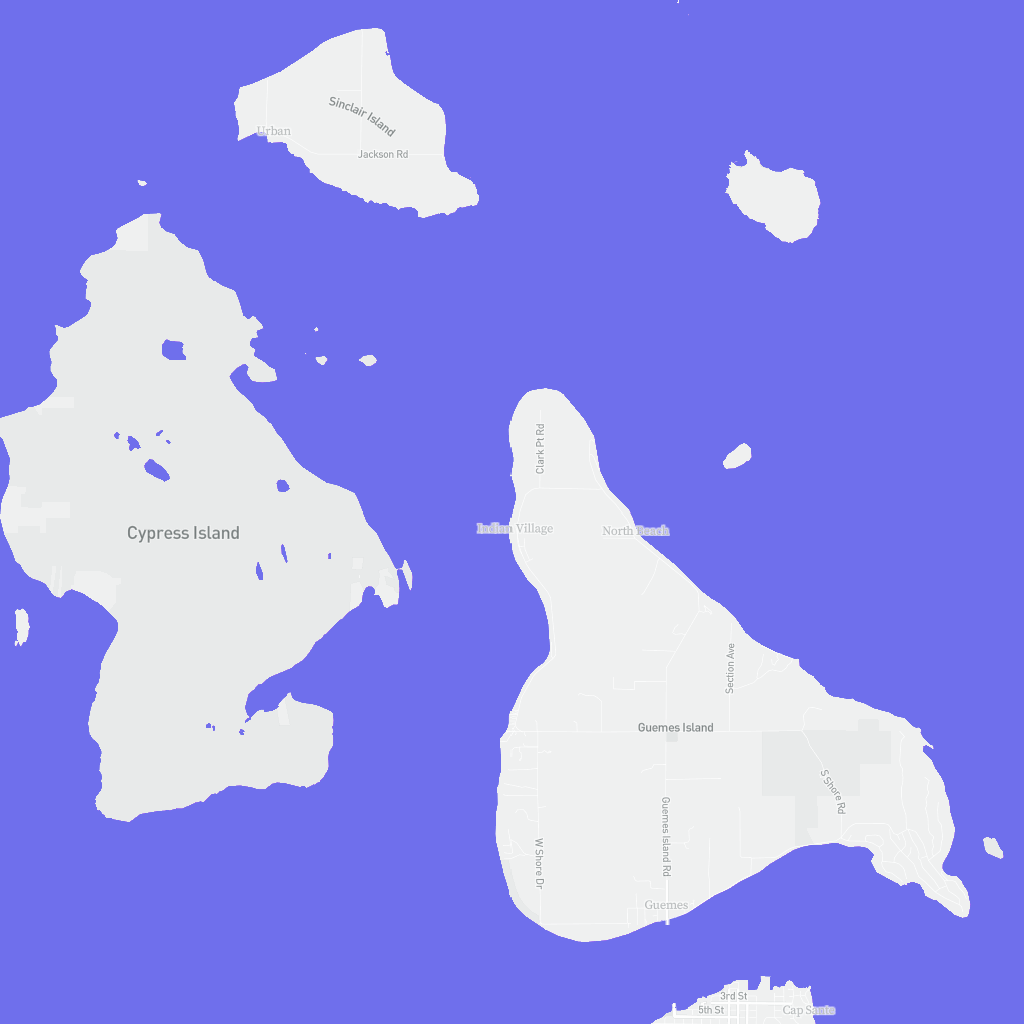 Sinclair Island
Urban
Jackson Rd
Clark Pt Rd
Indian Village
North Beach
Cypress Island
Section Ave
Guemes Island
S Shore Rd
Guemes Island Rd
W Shore Dr
Guemes
3rd St
5th St
Cap Sante